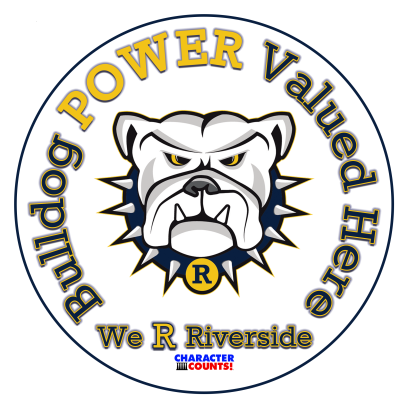 Bulldog POWER Valued Here
R
We R Riverside
CHARACTER
COUNTS!